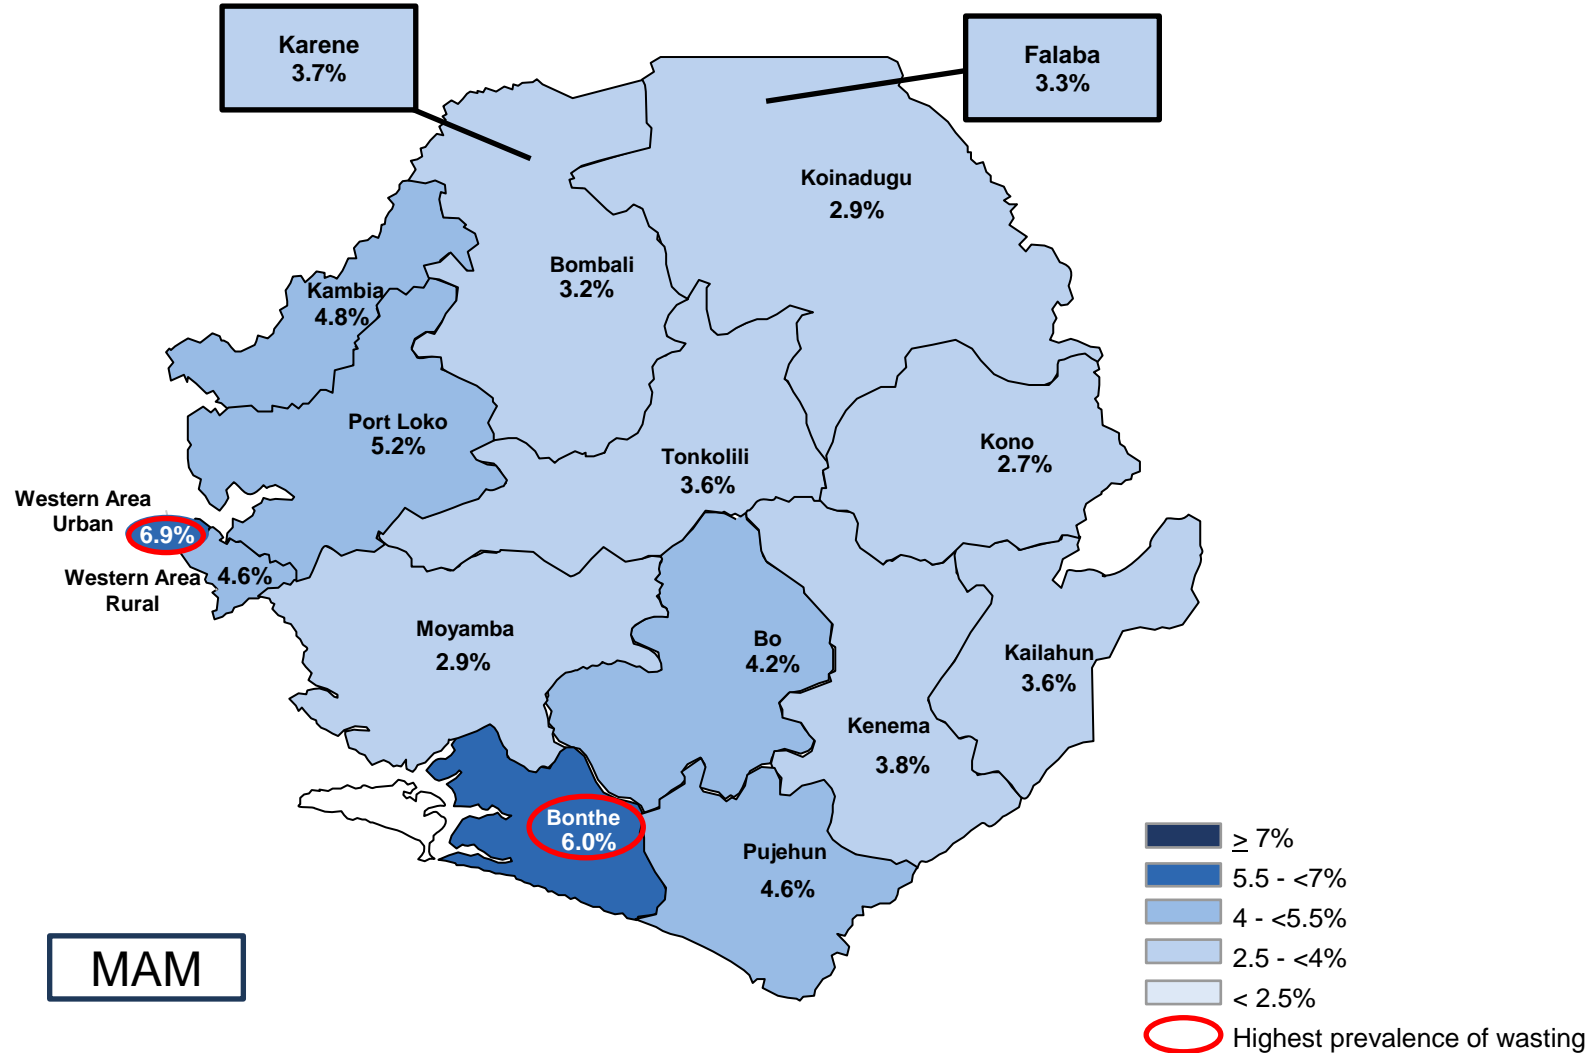 Karene
3.7%
Falaba
3.3%
Koinadugu
2.9%
Bombali
3.2%
Kambia
4.8%
Port Loko
5.2%
Tonkolili
3.6%
Kono
2.7%
Western Area
Urban
6.9%
Western Area
Rural
4.6%
Moyamba
2.9%
Bo
4.2%
Kailahun
3.6%
Kenema
3.8%
Bonthe
6.0%
Pujehun
4.6%
MAM
≥ 7%
5.5 - <7%
4 - <5.5%
2.5 - <4%
< 2.5%
Highest prevalence of wasting